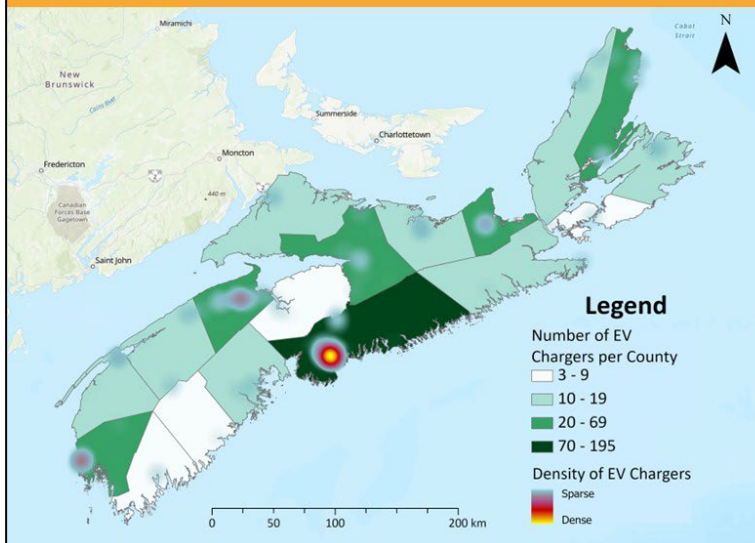 Miramichi
Cabot
Strait
N
New
Brunswick
Cains River
Summerside
Charlottetown
Fredericton
Moncton
Canadian
Forces Base
Gagetown
440 m
Saint John
Legend
Number of EV
Chargers per County
3 - 9
10 - 19
20 - 69
70 - 195
Density of EV Chargers
Sparse
Dense
0 50 100 200 km